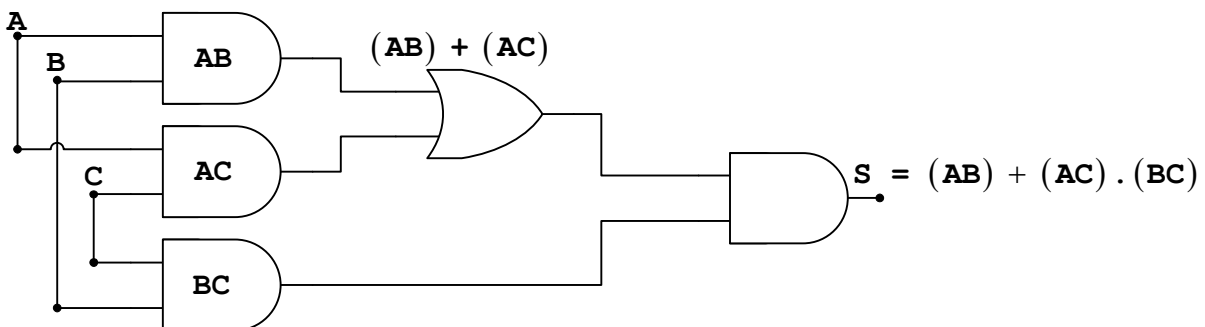 A
B
AB
(AB) + (AC)
C
AC
S = (AB) + (AC).(BC)
BC